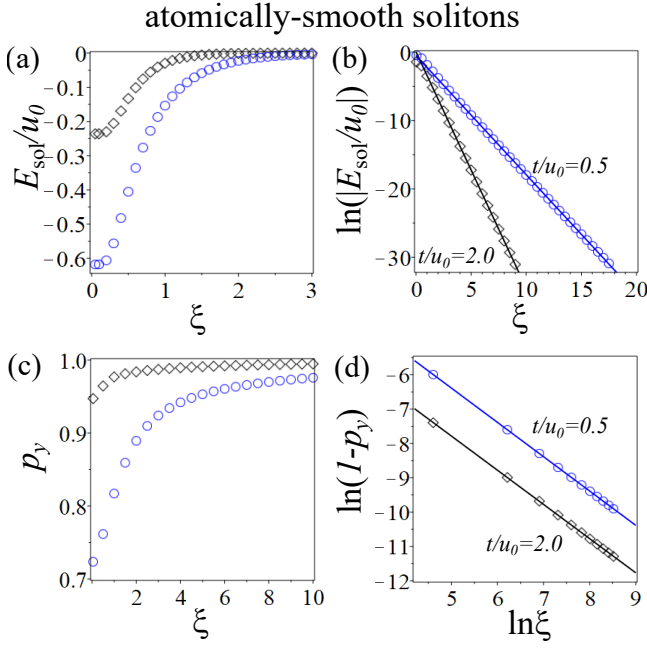 atomically-smooth solitons
(a)
E_sol/u_0
0
−0.1
−0.2
−0.3
−0.4
−0.5
−0.6
0 1 2 3
ξ
(b)
ln(|E_sol/u_0|)
0
−10
−20
−30
t/u_0=0.5
t/u_0=2.0
0 5 10 15 20
ξ
(c)
p_y
1.0
0.9
0.8
0.7
2 4 6 8 10
ξ
(d)
ln(1-p_y)
−6
−7
−8
−9
−10
−11
−12
t/u_0=0.5
t/u_0=2.0
5 6 7 8 9
lnξ